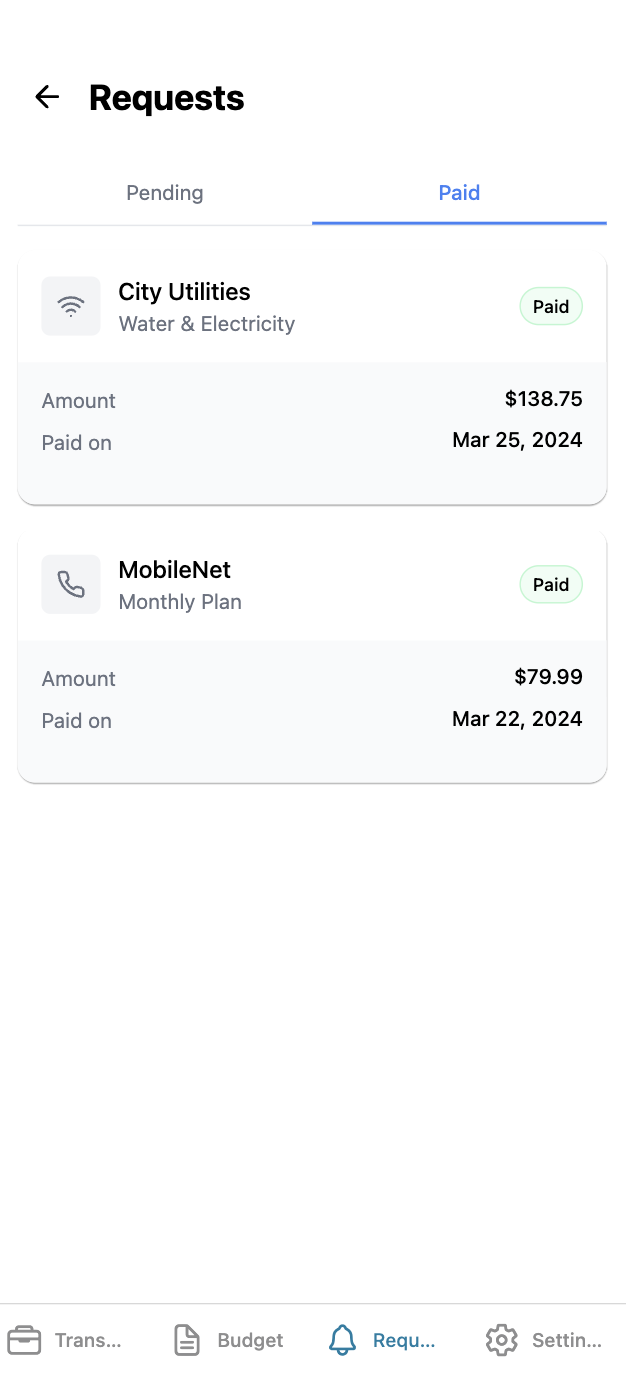 Requests
Pending
Paid
City Utilities
Water & Electricity
Paid
Amount
$138.75
Paid on
Mar 25, 2024
MobileNet
Monthly Plan
Paid
Amount
$79.99
Paid on
Mar 22, 2024
Trans...
Budget
Requ...
Settin...